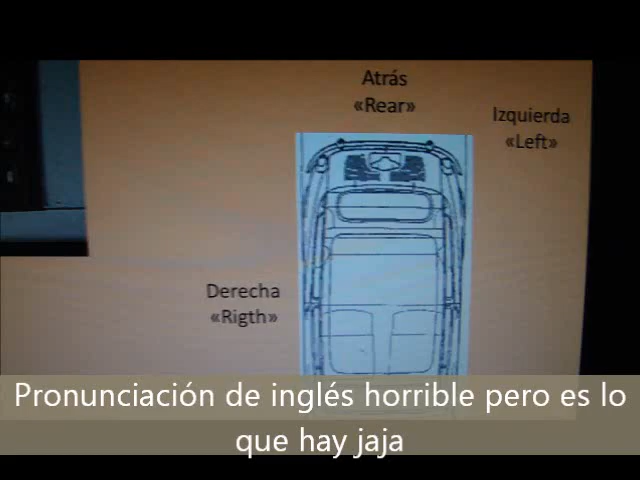 Atrás
«Rear»
Izquierda
«Left»
Derecha
«Rigth»
Pronunciación de inglés horrible pero es lo
que hay jaja